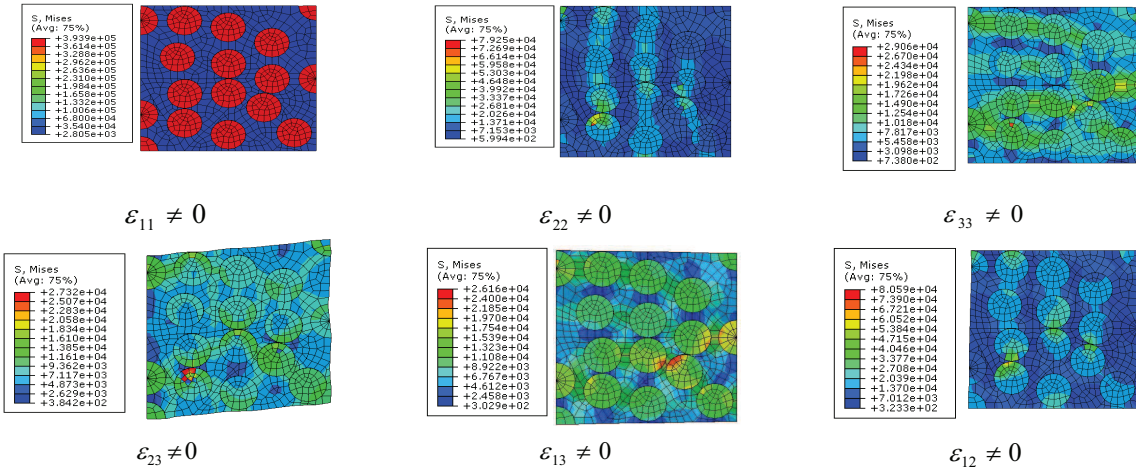 S, Mises
(Avg: 75%)
+3.939e+05
+3.614e+05
+3.288e+05
+2.962e+05
+2.636e+05
+2.310e+05
+1.984e+05
+1.658e+05
+1.332e+05
+1.006e+05
+6.800e+04
+3.540e+04
+2.805e+03
ε11 ≠ 0
S, Mises
(Avg: 75%)
+7.925e+04
+7.269e+04
+6.614e+04
+5.958e+04
+5.303e+04
+4.648e+04
+3.992e+04
+3.337e+04
+2.681e+04
+2.026e+04
+1.371e+04
+7.153e+03
+5.994e+02
ε22 ≠ 0
S, Mises
(Avg: 75%)
+2.906e+04
+2.670e+04
+2.434e+04
+2.198e+04
+1.962e+04
+1.726e+04
+1.490e+04
+1.254e+04
+1.018e+04
+7.817e+03
+5.458e+03
+3.098e+03
+7.380e+02
ε33 ≠ 0
S, Mises
(Avg: 75%)
+2.732e+04
+2.507e+04
+2.283e+04
+2.058e+04
+1.834e+04
+1.610e+04
+1.385e+04
+1.161e+04
+9.362e+03
+7.117e+03
+4.873e+03
+2.629e+03
+3.842e+02
ε23 ≠ 0
S, Mises
(Avg: 75%)
+2.616e+04
+2.400e+04
+2.185e+04
+1.970e+04
+1.754e+04
+1.539e+04
+1.323e+04
+1.108e+04
+8.922e+03
+6.767e+03
+4.612e+03
+2.458e+03
+3.029e+02
ε13 ≠ 0
S, Mises
(Avg: 75%)
+8.059e+04
+7.390e+04
+6.721e+04
+6.052e+04
+5.384e+04
+4.715e+04
+4.046e+04
+3.377e+04
+2.708e+04
+2.039e+04
+1.370e+04
+7.012e+03
+3.233e+02
ε12 ≠ 0